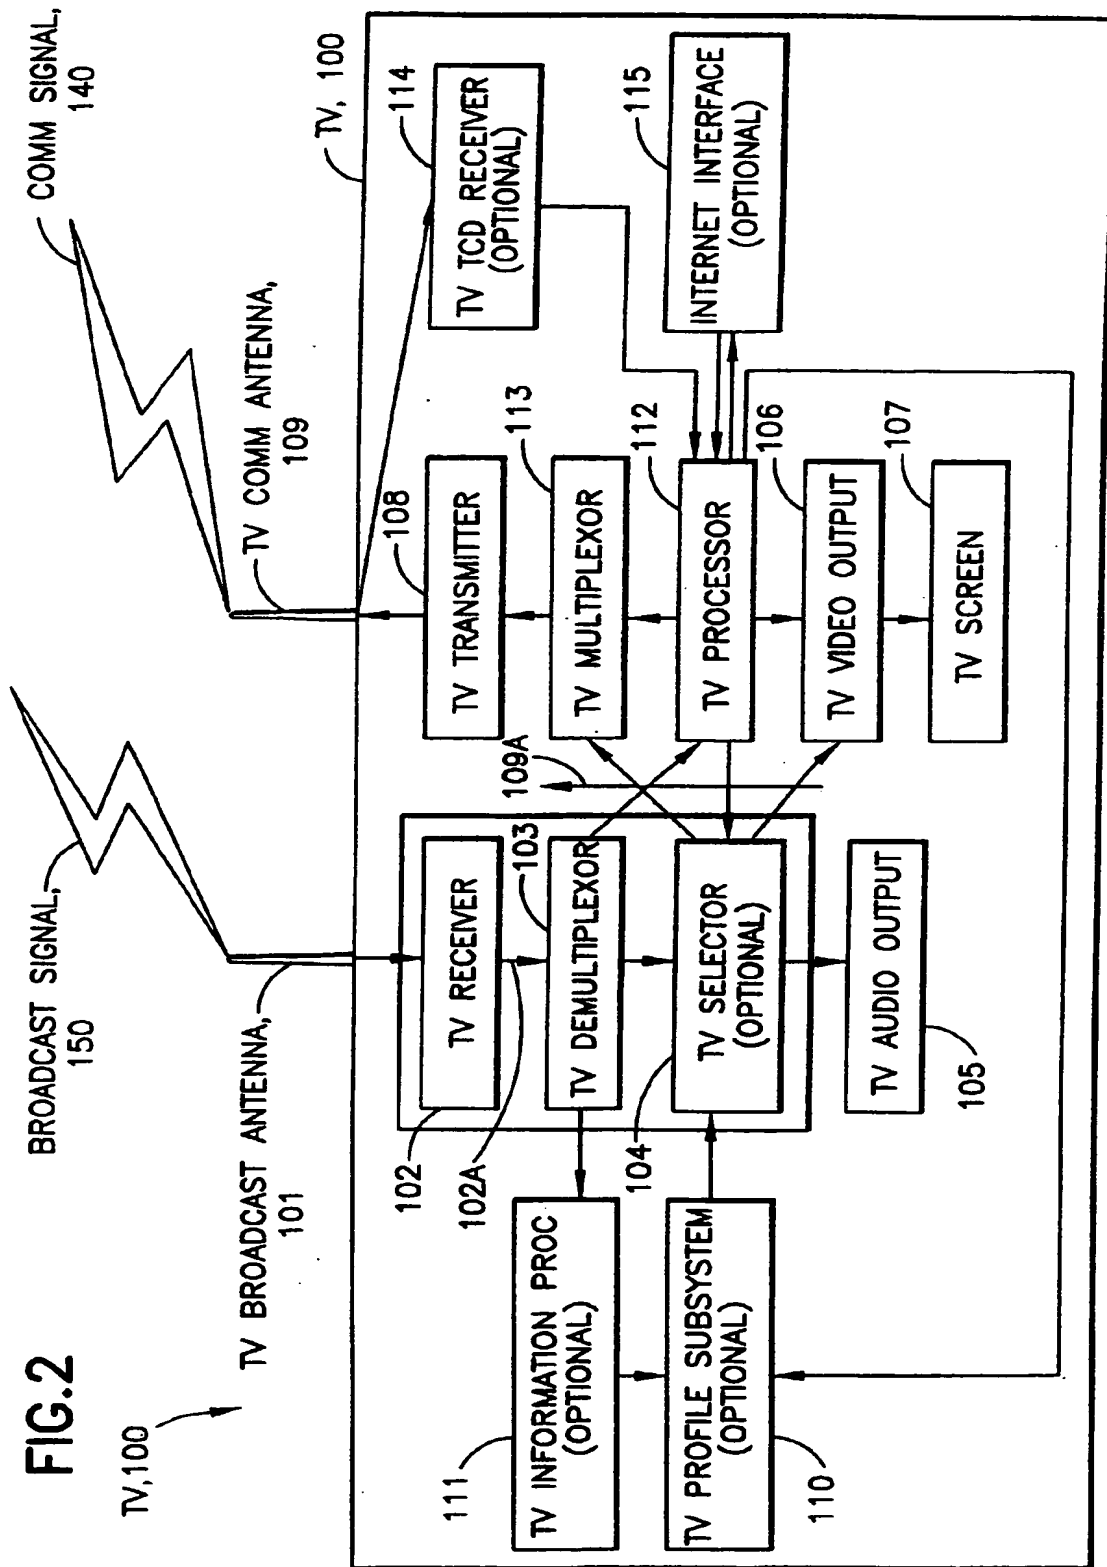 FIG.2
TV,100
BROADCAST SIGNAL,
150
TV BROADCAST ANTENNA,
101
COMM SIGNAL,
140
TV COMM ANTENNA,
109
TV, 100
102
TV RECEIVER
102A
103
TV DEMULTIPLEXOR
104
TV SELECTOR
(OPTIONAL)
TV AUDIO OUTPUT
105
111
TV INFORMATION PROC
(OPTIONAL)
TV PROFILE SUBSYSTEM
(OPTIONAL)
110
109A
108
TV TRANSMITTER
113
TV MULTIPLEXOR
112
TV PROCESSOR
106
TV VIDEO OUTPUT
107
TV SCREEN
114
TV TCD RECEIVER
(OPTIONAL)
115
INTERNET INTERFACE
(OPTIONAL)